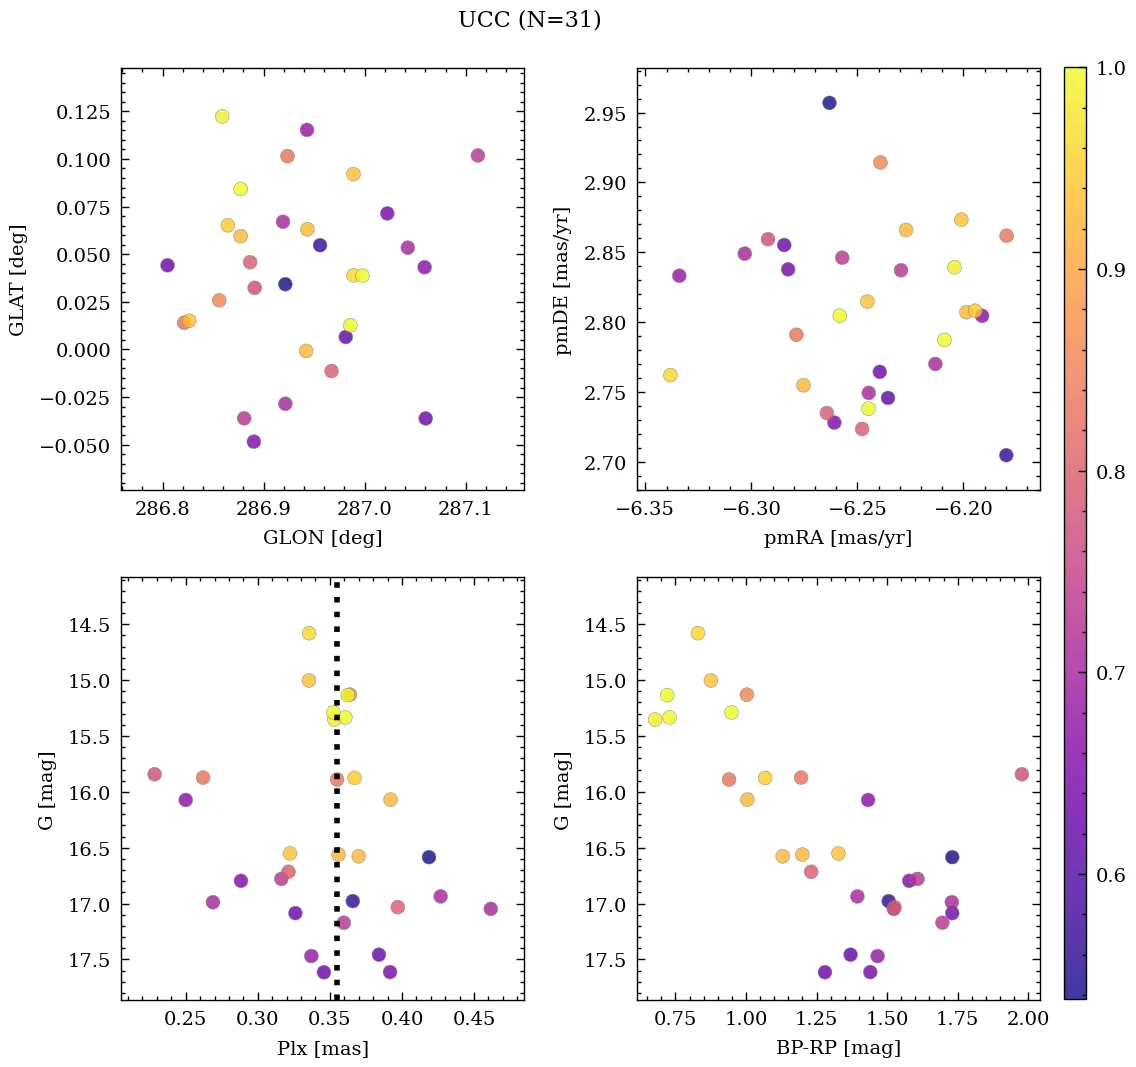 UCC (N=31)
0.125
0.100
0.075
0.050
0.025
0.000
−0.025
−0.050
GLAT [deg]
286.8 286.9 287.0 287.1
GLON [deg]
2.95
2.90
2.85
2.80
2.75
2.70
pmDE [mas/yr]
−6.35 −6.30 −6.25 −6.20
pmRA [mas/yr]
1.0
0.9
0.8
0.7
0.6
14.5
15.0
15.5
16.0
16.5
17.0
17.5
G [mag]
0.25 0.30 0.35 0.40 0.45
Plx [mas]
14.5
15.0
15.5
16.0
16.5
17.0
17.5
G [mag]
0.75 1.00 1.25 1.50 1.75 2.00
BP-RP [mag]